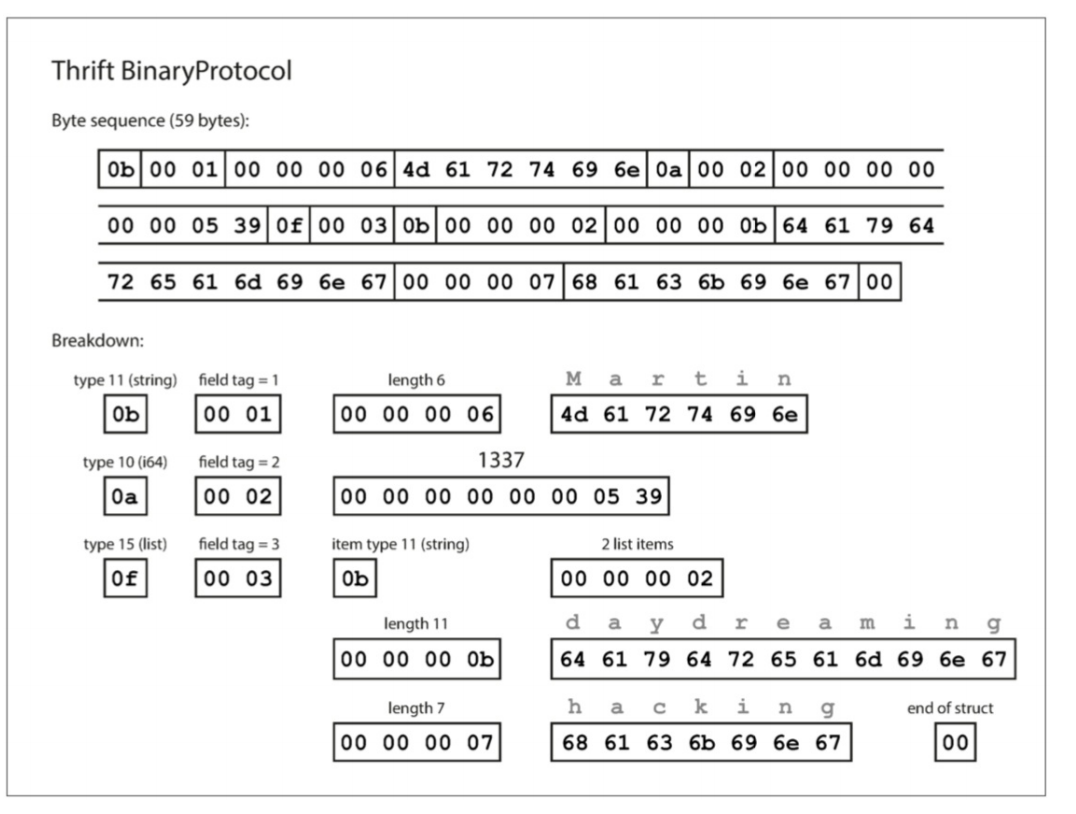 Thrift BinaryProtocol
Byte sequence (59 bytes):
0b 00 01 00 00 00 06 4d 61 72 74 69 6e 0a 00 02 00 00 00 00
00 00 05 39 0f 00 03 0b 00 00 00 02 00 00 00 0b 64 61 79 64
72 65 61 6d 69 6e 67 00 00 00 07 68 61 63 6b 69 6e 67 00
Breakdown:
type 11 (string) field tag = 1 length 6 M a r t i n
0b 00 01 00 00 00 06 4d 61 72 74 69 6e
type 10 (i64) field tag = 2 1337
0a 00 02 00 00 00 00 00 00 05 39
type 15 (list) field tag = 3 item type 11 (string) 2 list items
0f 00 03 0b 00 00 00 02
length 11 d a y d r e a m i n g
00 00 00 0b 64 61 79 64 72 65 61 6d 69 6e 67
length 7 h a c k i n g end of struct
00 00 00 07 68 61 63 6b 69 6e 67 00